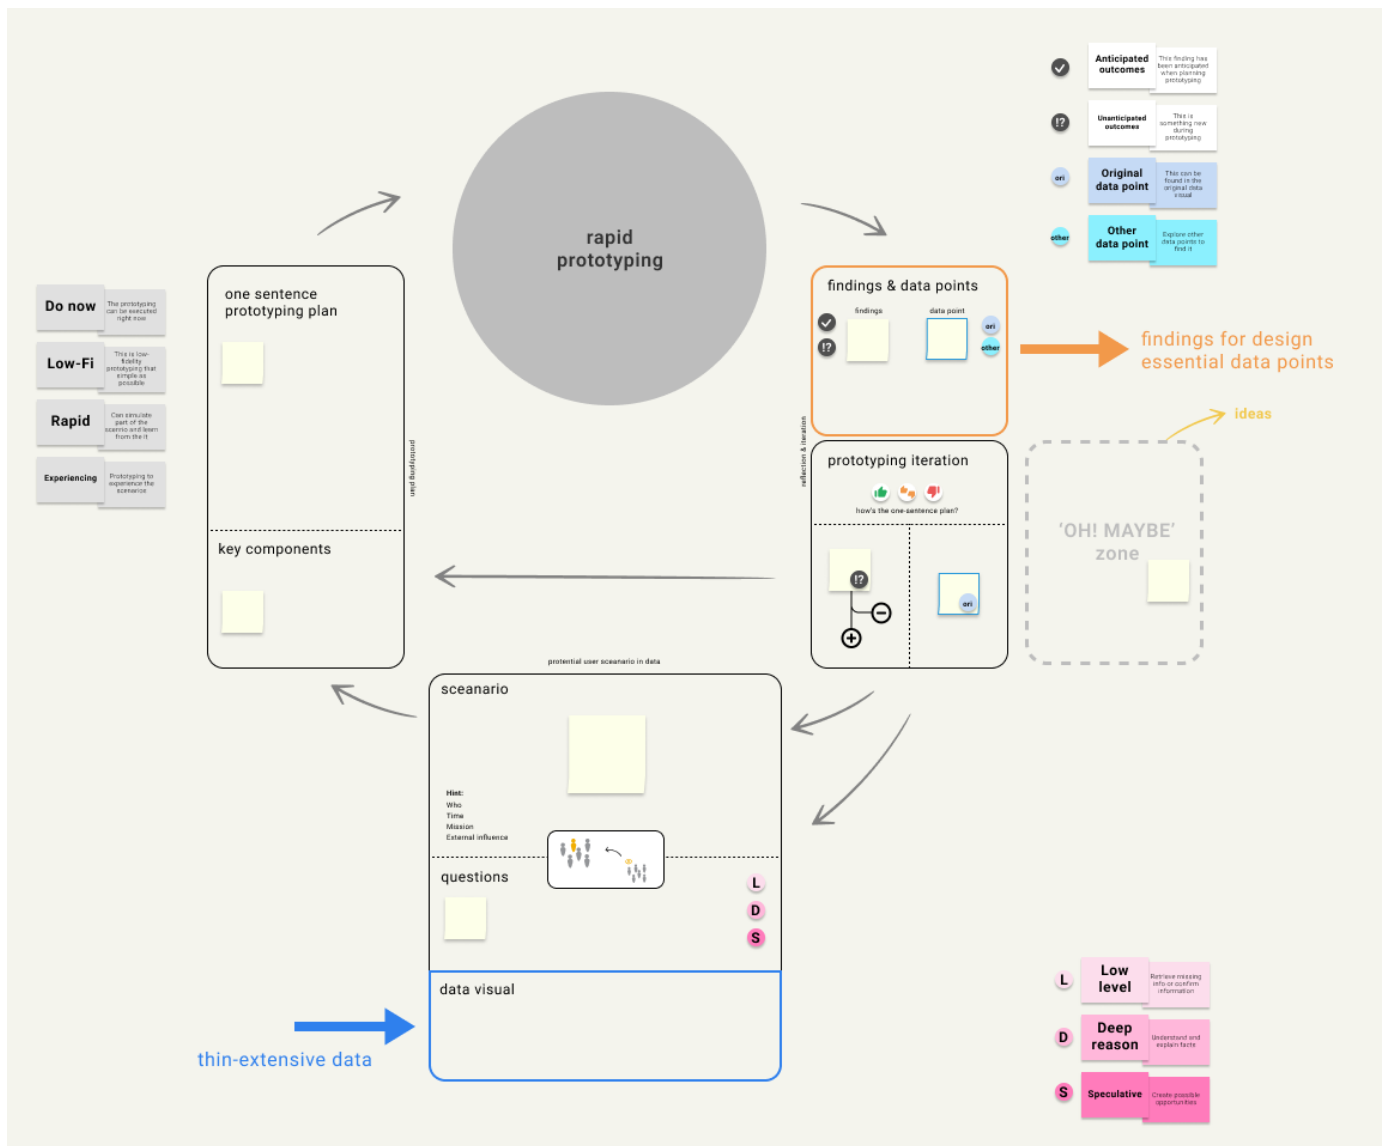 rapid
prototyping
Anticipated
outcomes
This finding has
been anticipated
when planning
prototyping
!?
Unanticipated
outcomes
This is
something new
during
prototyping
ori
Original
data point
This can be
found in the
original data
visual
other
Other
data point
Explore other
data points to
find it
Do now
The prototyping
can be executed
right now
Low-Fi
This is low-
fidelity
prototyping that
simple as
possible
Rapid
Can simulate
part of the
scenrio and learn
from the it
Experiencing
Prototyping to
experience the
scenarios
one sentence
prototyping plan
key components
prototyping plan
findings & data points
findings
data point
!?
ori
other
findings for design
essential data points
reflection & iteration
prototyping iteration
how's the one-sentence plan?
!?
ori
ideas
'OH! MAYBE'
zone
protential user sceanario in data
sceanario
Hint:
Who
Time
Mission
External influence
questions
L
D
S
data visual
thin-extensive data
L
Low
level
Retrieve missing
info or confirm
information
D
Deep
reason
Understand and
explain facts
S
Speculative
Create possible
opportunities